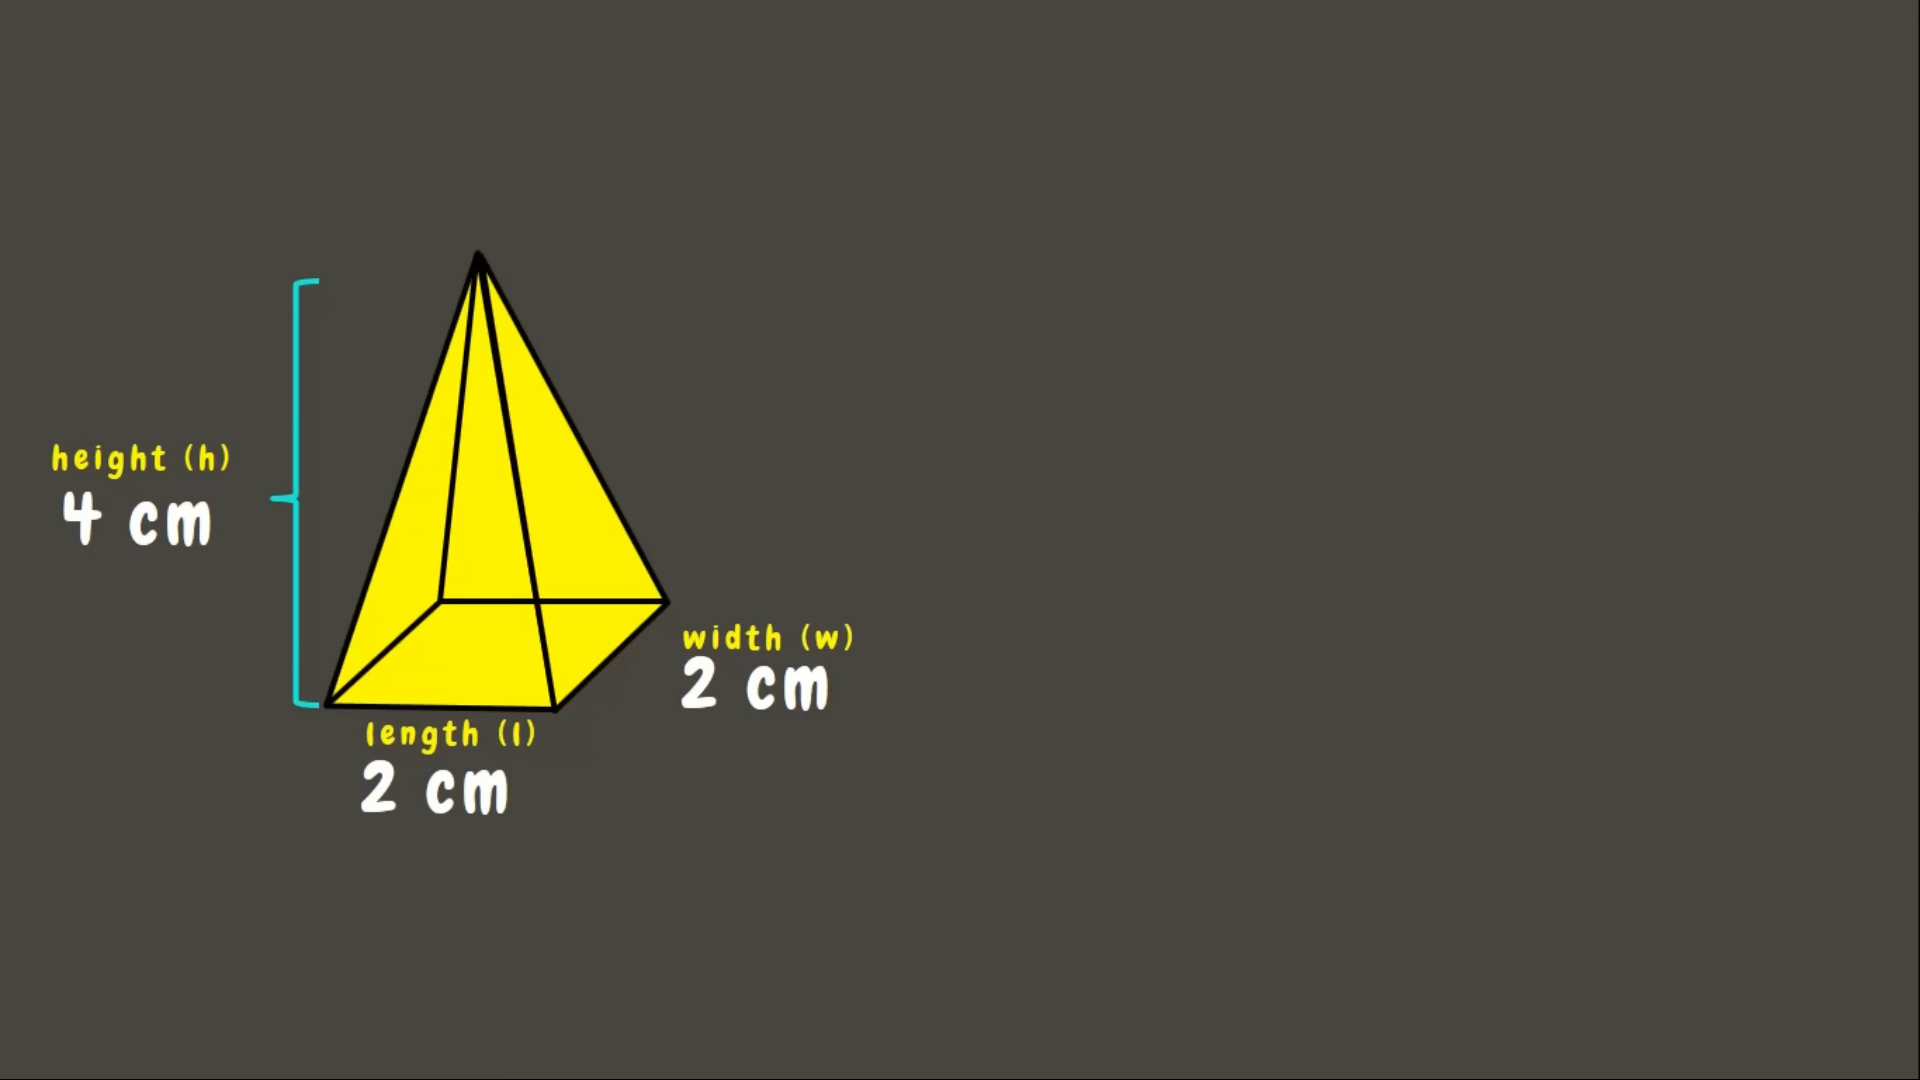 height (h)
4 cm
width (w)
2 cm
length (l)
2 cm